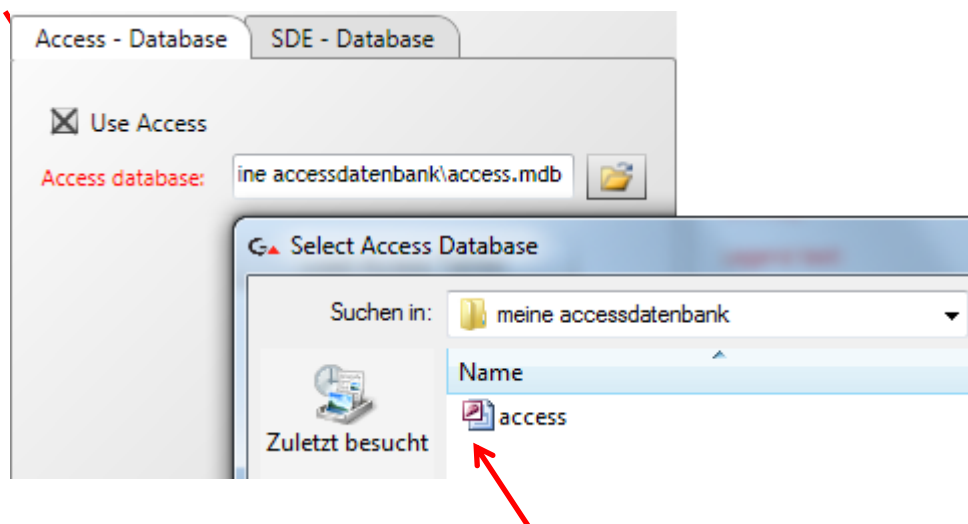 Access - Database
SDE - Database
Use Access
Access database:
ine accessdatenbank\access.mdb
Select Access Database
Suchen in:
meine accessdatenbank
Name
access
Zuletzt besucht